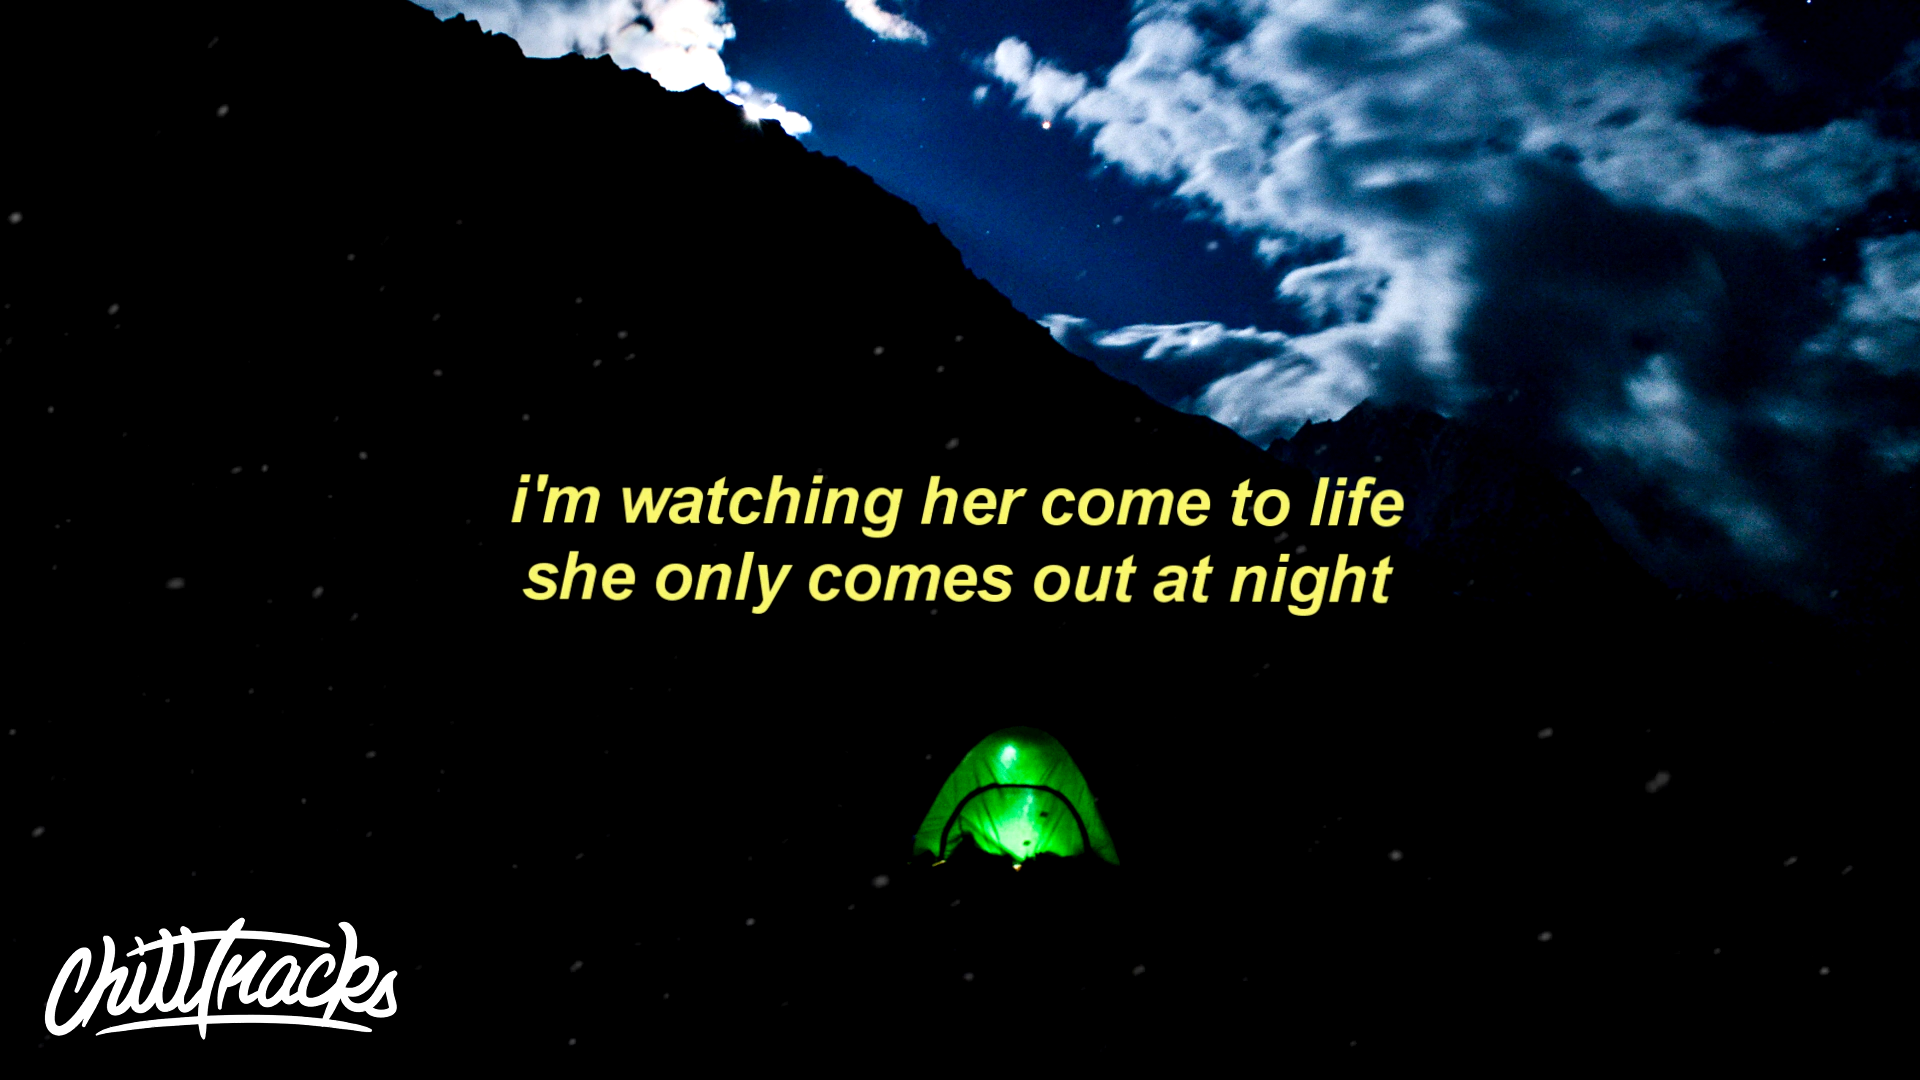 i'm watching her come to life
she only comes out at night
ChillTracks